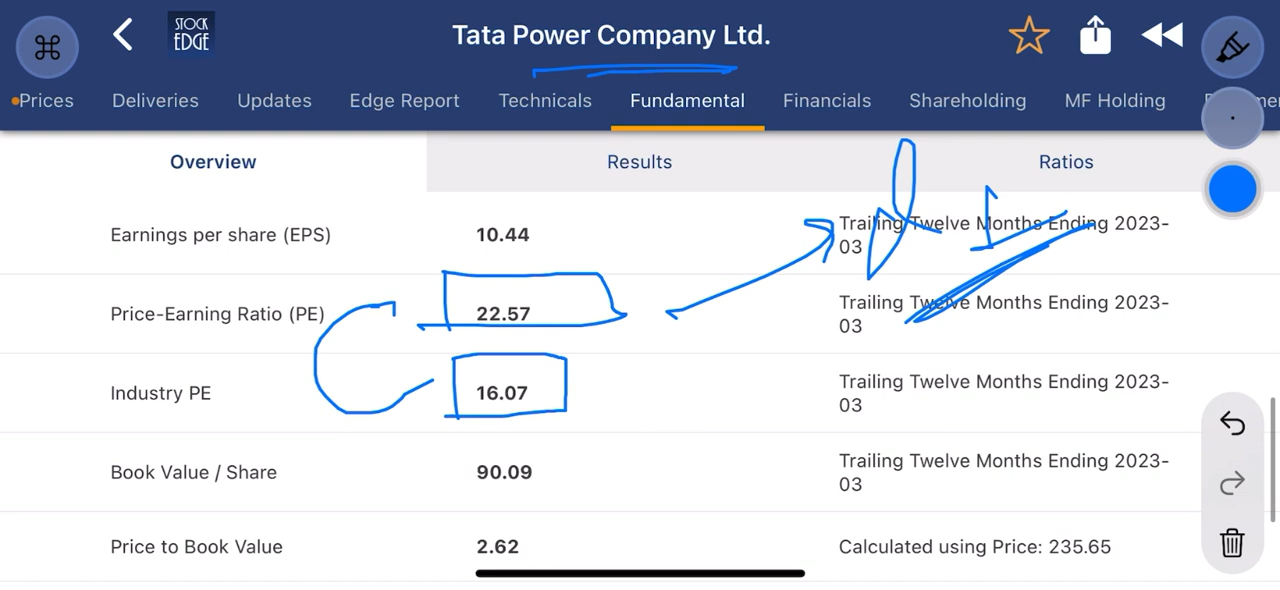 STOCK EDGE
Tata Power Company Ltd.
Prices Deliveries Updates Edge Report Technicals Fundamental Financials Shareholding MF Holding
Overview Results Ratios
Earnings per share (EPS) 10.44 Trailing Twelve Months Ending 2023-
03
Price-Earning Ratio (PE) 22.57 Trailing Twelve Months Ending 2023-
03
Industry PE 16.07 Trailing Twelve Months Ending 2023-
03
Book Value / Share 90.09 Trailing Twelve Months Ending 2023-
03
Price to Book Value 2.62 Calculated using Price: 235.65